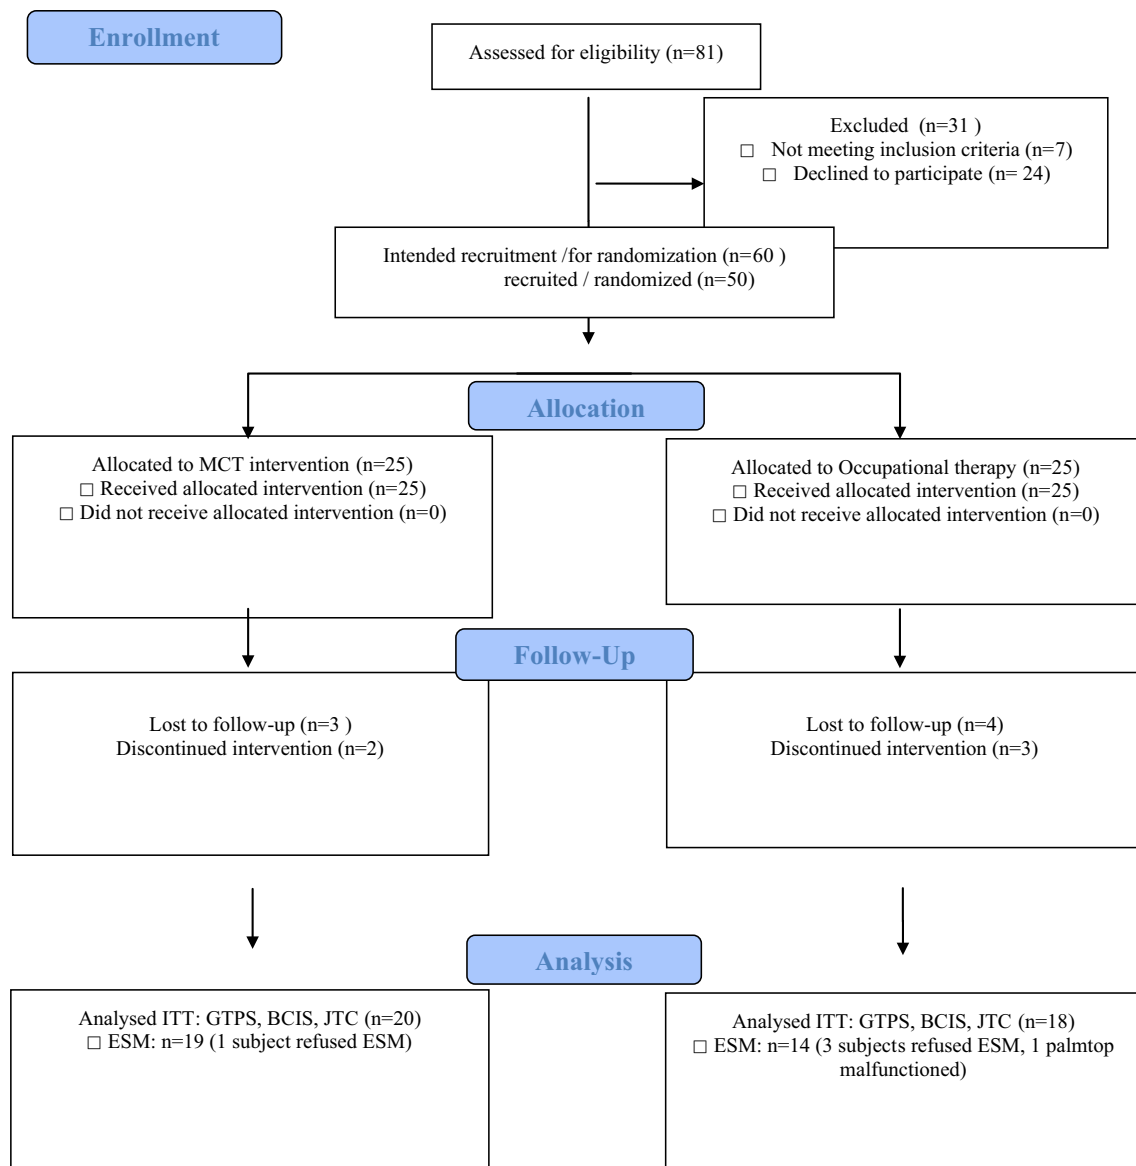 Enrollment
Assessed for eligibility (n=81)
Excluded (n=31 )
□ Not meeting inclusion criteria (n=7)
□ Declined to participate (n= 24)
Intended recruitment /for randomization (n=60 )
recruited / randomized (n=50)
Allocation
Allocated to MCT intervention (n=25)
□ Received allocated intervention (n=25)
□ Did not receive allocated intervention (n=0)
Allocated to Occupational therapy (n=25)
□ Received allocated intervention (n=25)
□ Did not receive allocated intervention (n=0)
Follow-Up
Lost to follow-up (n=3 )
Discontinued intervention (n=2)
Lost to follow-up (n=4)
Discontinued intervention (n=3)
Analysis
Analysed ITT: GTPS, BCIS, JTC (n=20)
□ ESM: n=19 (1 subject refused ESM)
Analysed ITT: GTPS, BCIS, JTC (n=18)
□ ESM: n=14 (3 subjects refused ESM, 1 palmtop
malfunctioned)